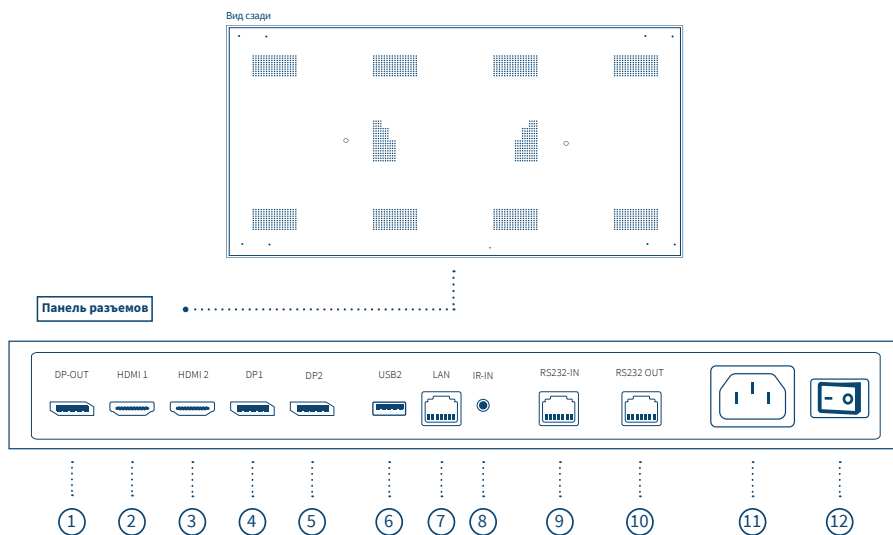 Вид сзади
Панель разъемов
DP-OUT HDMI 1 HDMI 2 DP1 DP2 USB2 LAN IR-IN RS232-IN RS232 OUT
1 2 3 4 5 6 7 8 9 10 11 12